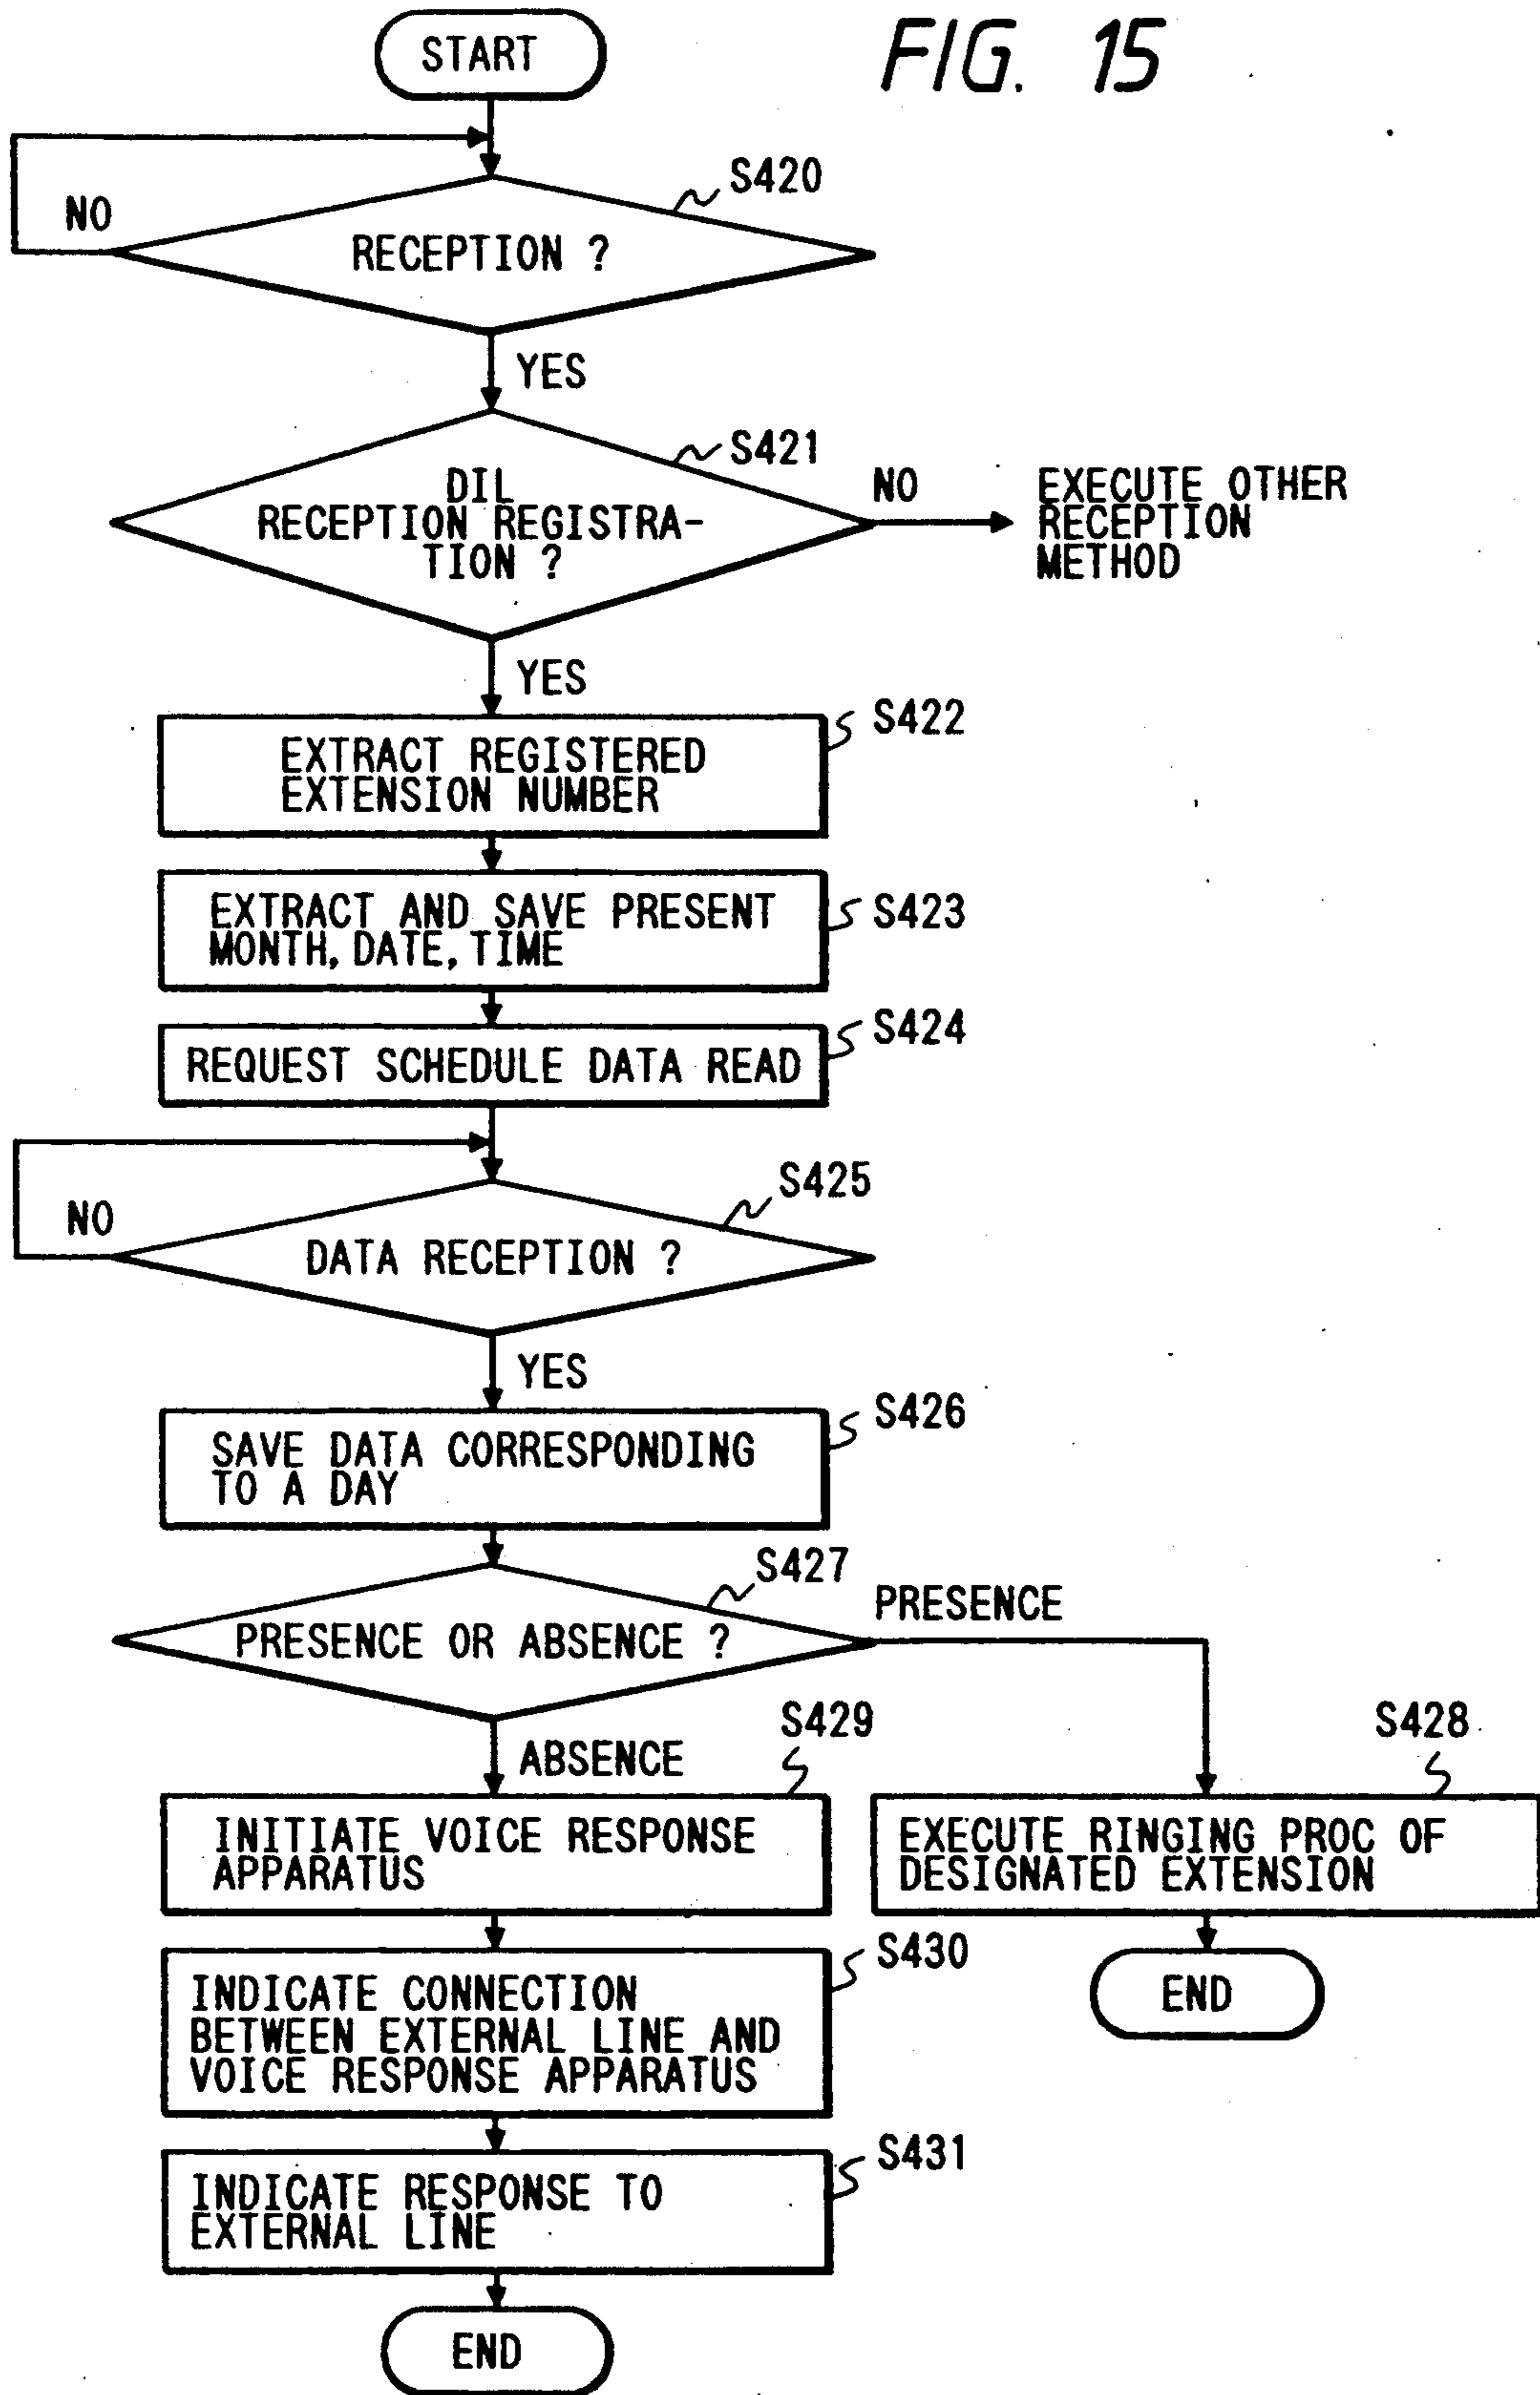 FIG. 15
START
S420
NO
RECEPTION ?
YES
S421
DIL
RECEPTION REGISTRA-
TION ?
NO
EXECUTE OTHER
RECEPTION
METHOD
YES
S422
EXTRACT REGISTERED
EXTENSION NUMBER
S423
EXTRACT AND SAVE PRESENT
MONTH, DATE, TIME
S424
REQUEST SCHEDULE DATA READ
S425
NO
DATA RECEPTION ?
YES
S426
SAVE DATA CORRESPONDING
TO A DAY
S427
PRESENCE OR ABSENCE ?
PRESENCE
ABSENCE
S429
INITIATE VOICE RESPONSE
APPARATUS
S428
EXECUTE RINGING PROC OF
DESIGNATED EXTENSION
END
S430
INDICATE CONNECTION
BETWEEN EXTERNAL LINE AND
VOICE RESPONSE APPARATUS
S431
INDICATE RESPONSE TO
EXTERNAL LINE
END